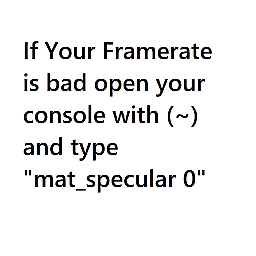 If Your Framerate
is bad open your
console with (~)
and type
"mat_specular 0"